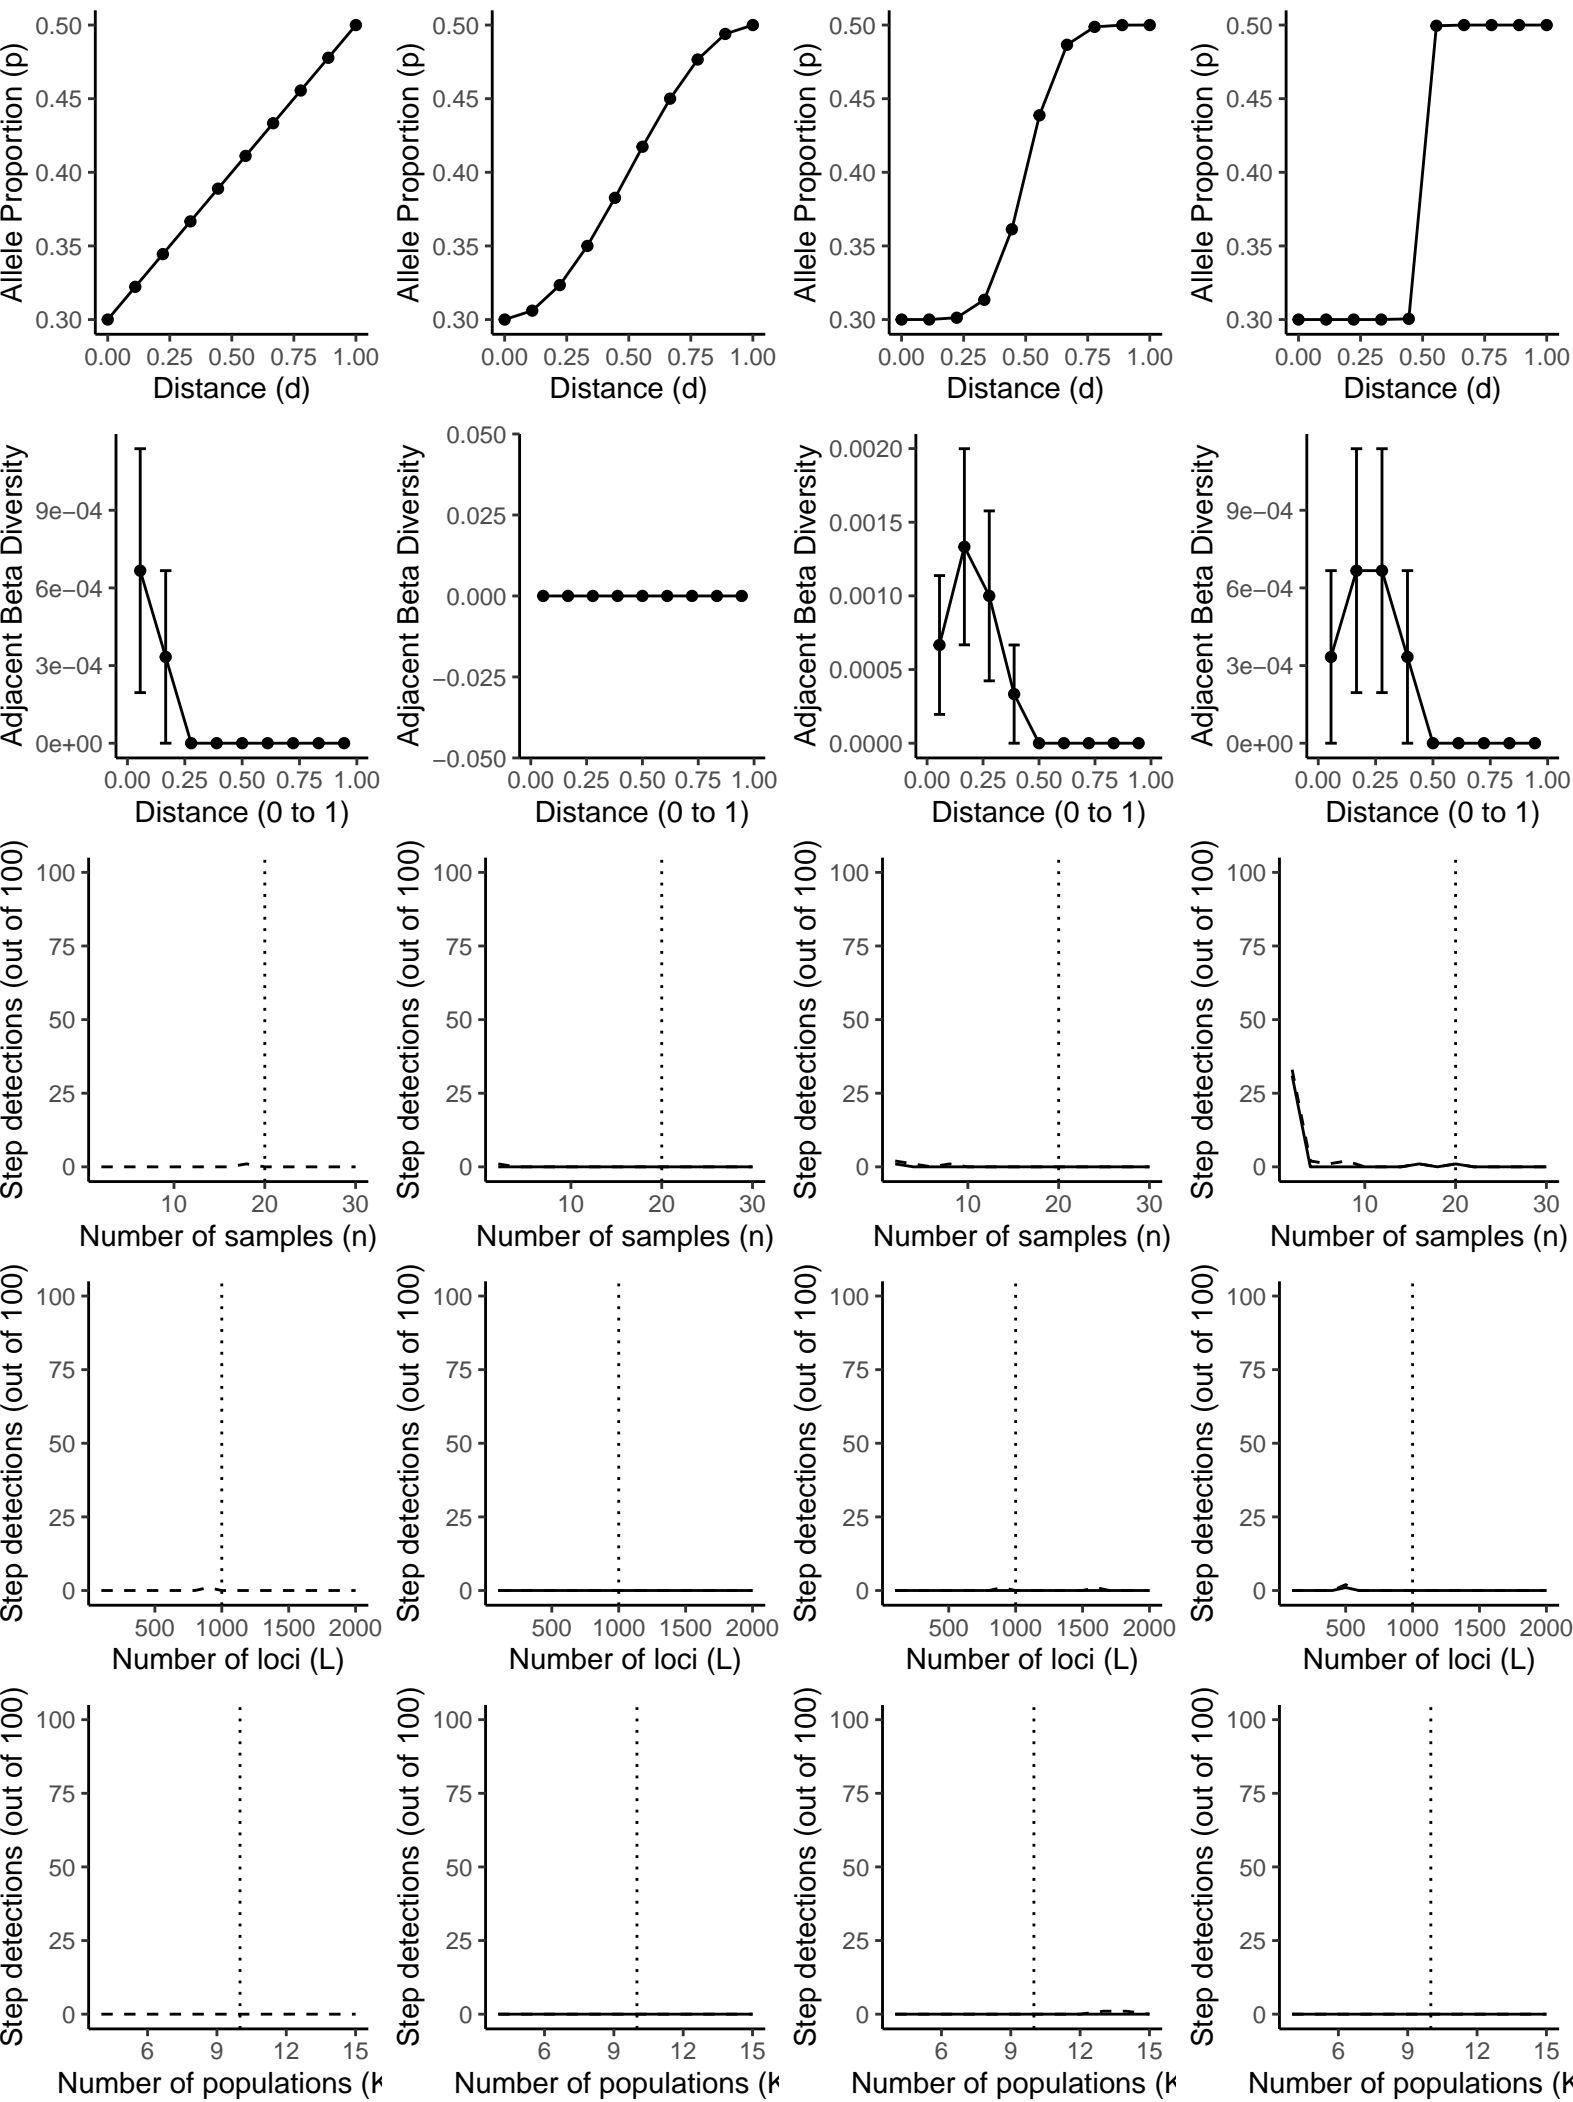 Allele Proportion (p)
0.50
0.45
0.40
0.35
0.30
0.00 0.25 0.50 0.75 1.00
Distance (d)
Allele Proportion (p)
0.50
0.45
0.40
0.35
0.30
0.00 0.25 0.50 0.75 1.00
Distance (d)
Allele Proportion (p)
0.50
0.45
0.40
0.35
0.30
0.00 0.25 0.50 0.75 1.00
Distance (d)
Allele Proportion (p)
0.50
0.45
0.40
0.35
0.30
0.00 0.25 0.50 0.75 1.00
Distance (d)
Adjacent Beta Diversity
9e−04
6e−04
3e−04
0e+00
0.00 0.25 0.50 0.75 1.00
Distance (0 to 1)
Adjacent Beta Diversity
0.050
0.025
0.000
−0.025
−0.050
0.00 0.25 0.50 0.75 1.00
Distance (0 to 1)
Adjacent Beta Diversity
0.0020
0.0015
0.0010
0.0005
0.0000
0.00 0.25 0.50 0.75 1.00
Distance (0 to 1)
Adjacent Beta Diversity
9e−04
6e−04
3e−04
0e+00
0.00 0.25 0.50 0.75 1.00
Distance (0 to 1)
Step detections (out of 100)
100
75
50
25
0
10 20 30
Number of samples (n)
Step detections (out of 100)
100
75
50
25
0
10 20 30
Number of samples (n)
Step detections (out of 100)
100
75
50
25
0
10 20 30
Number of samples (n)
Step detections (out of 100)
100
75
50
25
0
10 20 30
Number of samples (n)
Step detections (out of 100)
100
75
50
25
0
500 1000 1500 2000
Number of loci (L)
Step detections (out of 100)
100
75
50
25
0
500 1000 1500 2000
Number of loci (L)
Step detections (out of 100)
100
75
50
25
0
500 1000 1500 2000
Number of loci (L)
Step detections (out of 100)
100
75
50
25
0
500 1000 1500 2000
Number of loci (L)
Step detections (out of 100)
100
75
50
25
0
6 9 12 15
Number of populations (K
Step detections (out of 100)
100
75
50
25
0
6 9 12 15
Number of populations (K
Step detections (out of 100)
100
75
50
25
0
6 9 12 15
Number of populations (K
Step detections (out of 100)
100
75
50
25
0
6 9 12 15
Number of populations (K